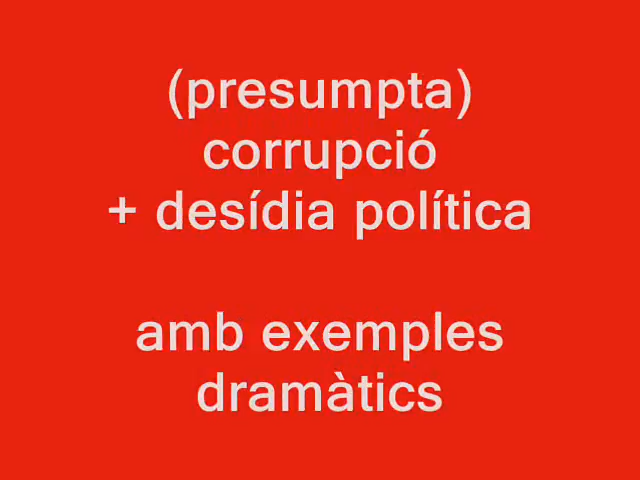 (presumpta)
corrupció
+ desídia política
amb exemples
dramàtics